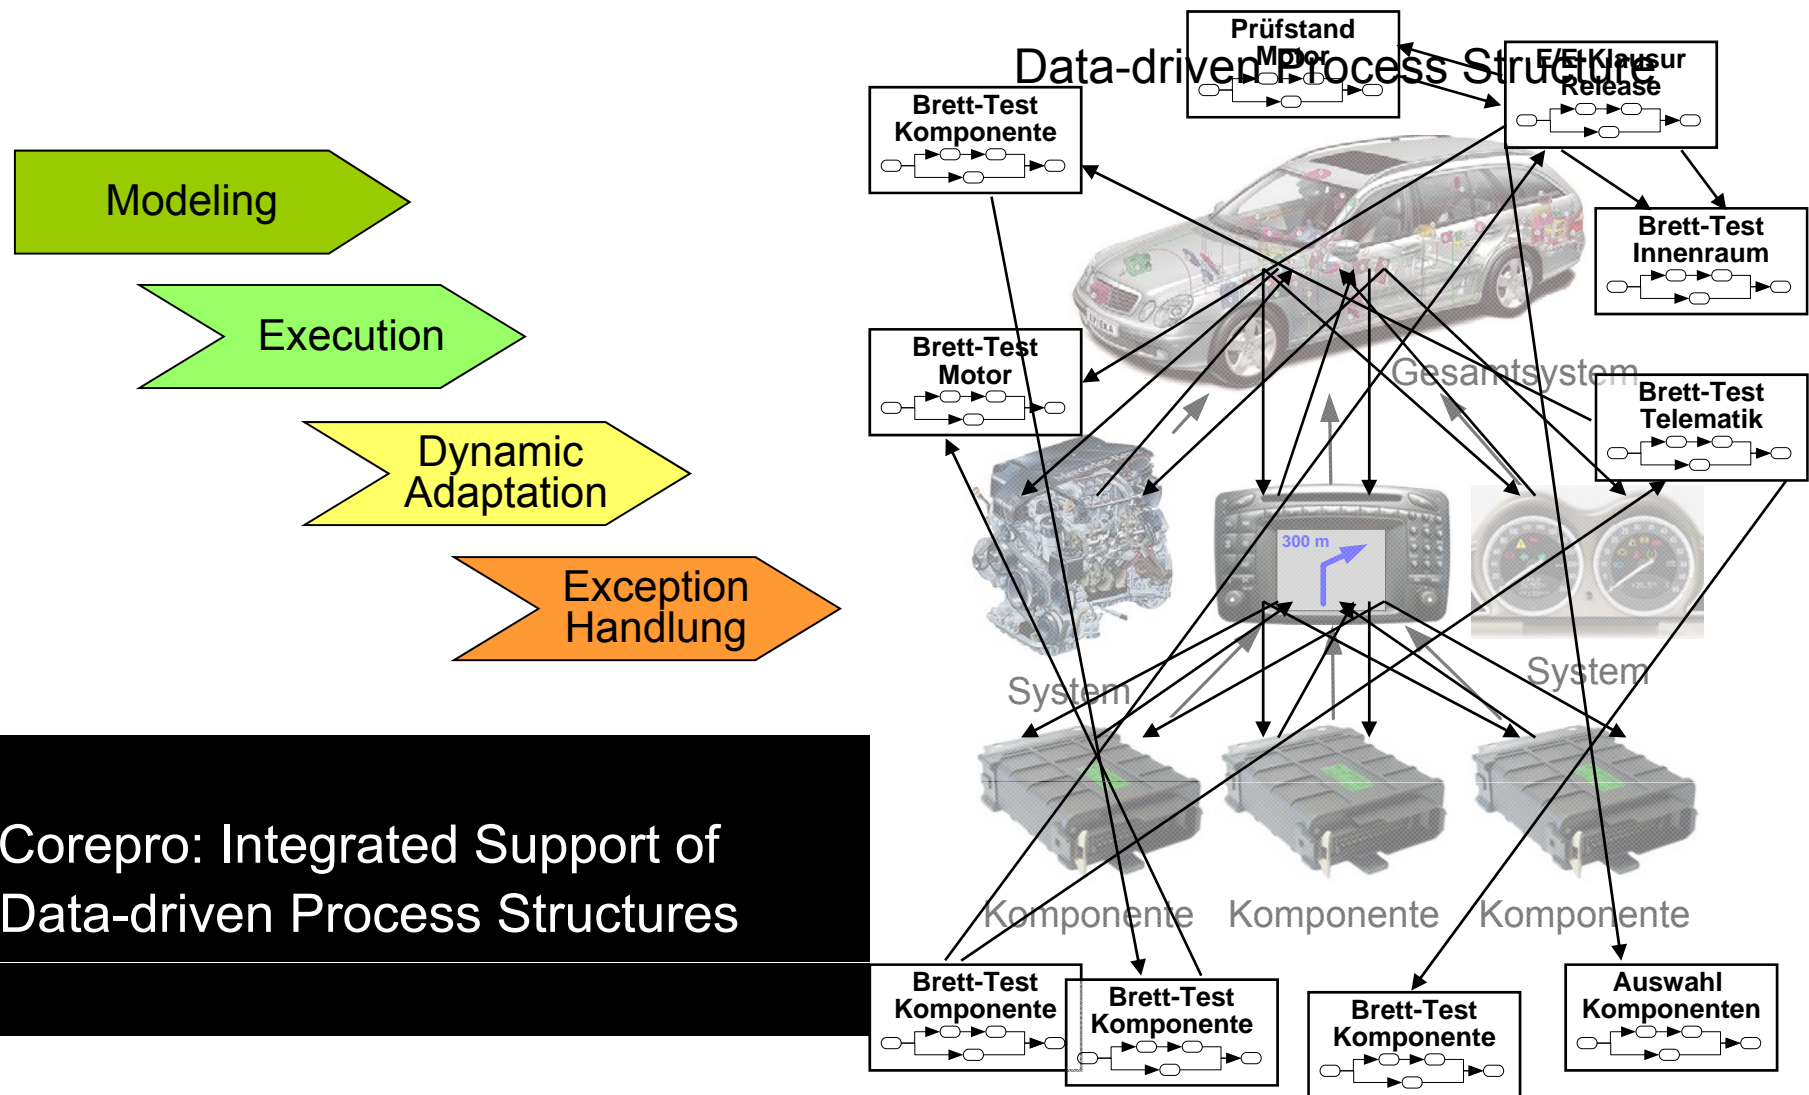 Modeling
Execution
Dynamic
Adaptation
Exception
Handlung
Corepro: Integrated Support of
Data-driven Process Structures
Data-driven Process Structure
Prüfstand
Motor
E/E-Klausur
Release
Brett-Test
Komponente
Brett-Test
Innenraum
Brett-Test
Motor
Gesamtsystem
Brett-Test
Telematik
300 m
System
System
Komponente
Komponente
Komponente
Brett-Test
Komponente
Brett-Test
Komponente
Brett-Test
Komponente
Auswahl
Komponenten